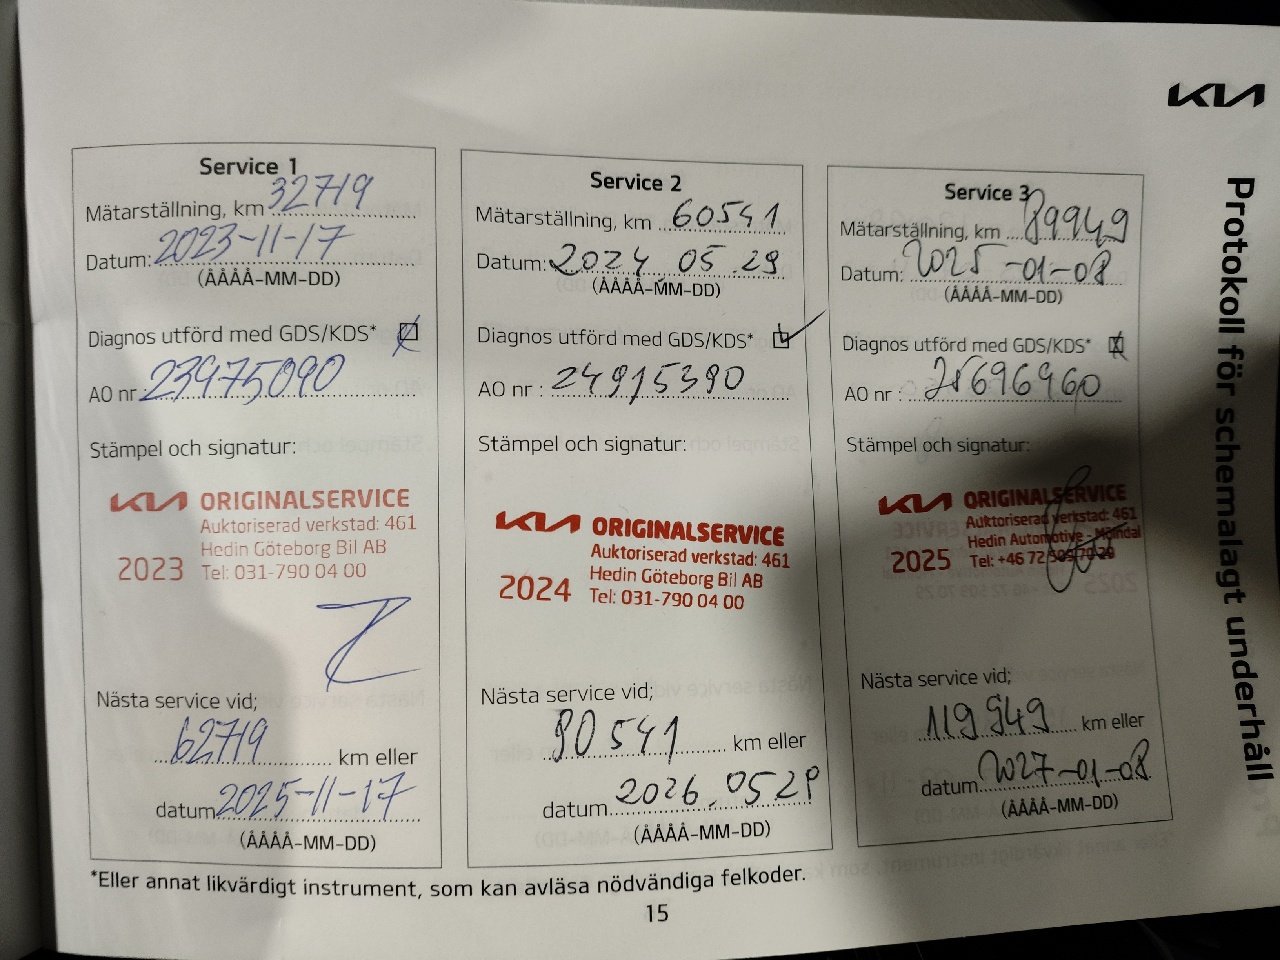 KIA
Protokoll för schemalagt underhåll
Service 1
Mätarställning, km 32719
Datum: 2023-11-17
(ÅÅÅÅ-MM-DD)
Diagnos utförd med GDS/KDS*
AO nr: 23975090
Stämpel och signatur:
KIA ORIGINALSERVICE
Auktoriserad verkstad: 461
Hedin Göteborg Bil AB
2023 Tel: 031-790 04 00
Nästa service vid;
62719 km eller
datum 2025-11-17
(ÅÅÅÅ-MM-DD)
Service 2
Mätarställning, km 60541
Datum: 2024 05.29
(ÅÅÅÅ-MM-DD)
Diagnos utförd med GDS/KDS*
AO nr : 24915390
Stämpel och signatur:
KIA ORIGINALSERVICE
Auktoriserad verkstad: 461
Hedin Göteborg Bil AB
2024 Tel: 031-790 04 00
Nästa service vid;
90541 km eller
datum 2026.05 29
(ÅÅÅÅ-MM-DD)
Service 3
Mätarställning, km 89949
Datum: 2025-01-08
(ÅÅÅÅ-MM-DD)
Diagnos utförd med GDS/KDS*
AO nr : 25696960
Stämpel och signatur:
KIA ORIGINALSERVICE
Auktoriserad verkstad: 461
Hedin Automotive - Mölndal
2025 Tel: +46 72 509 70 29
Nästa service vid;
119949 km eller
datum 2027-01-08
(ÅÅÅÅ-MM-DD)
*Eller annat likvärdigt instrument, som kan avläsa nödvändiga felkoder.
15